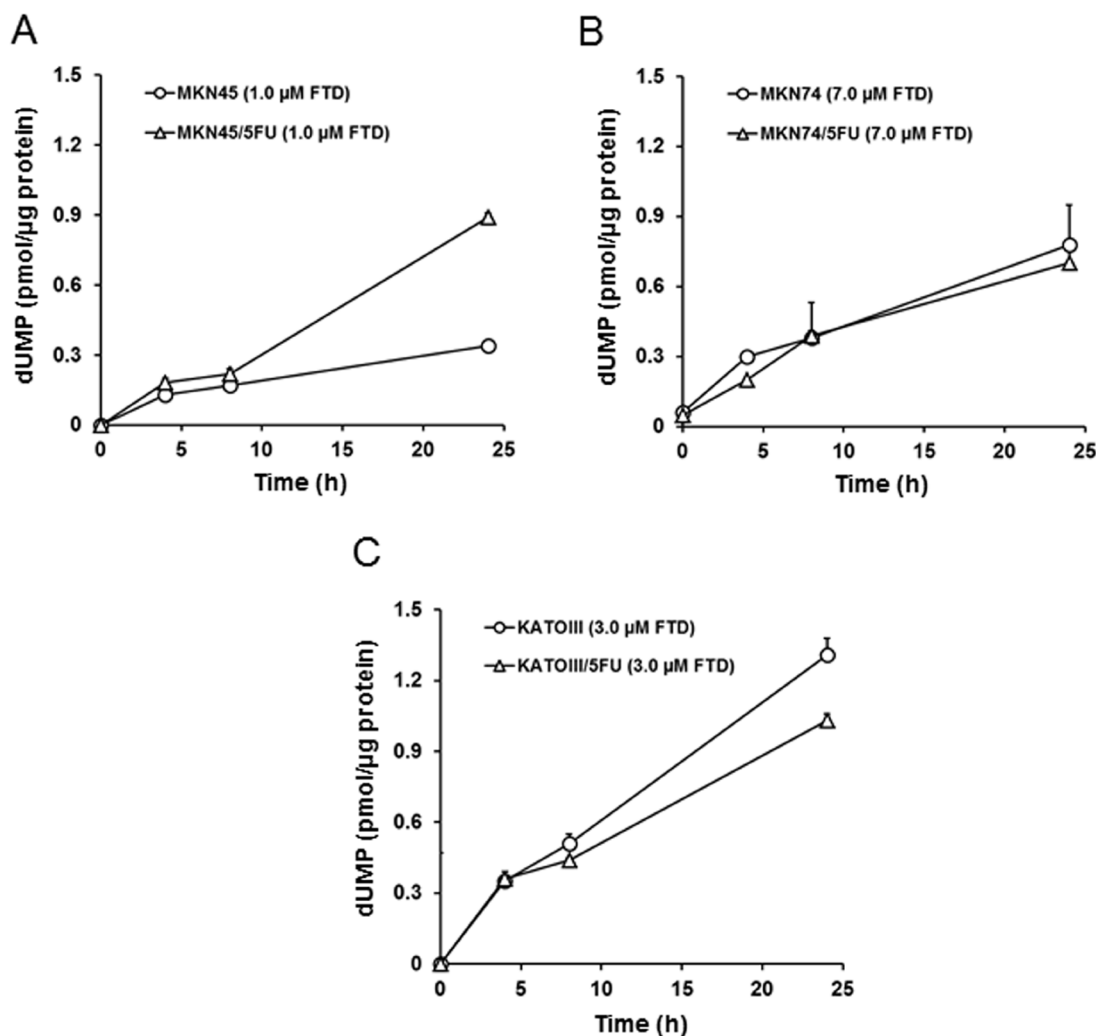 A
dUMP (pmol/µg protein)
1.5
1.2
0.9
0.6
0.3
0
MKN45 (1.0 µM FTD)
MKN45/5FU (1.0 µM FTD)
0 5 10 15 20 25
Time (h)
B
dUMP (pmol/µg protein)
1.5
1.2
0.9
0.6
0.3
0
MKN74 (7.0 µM FTD)
MKN74/5FU (7.0 µM FTD)
0 5 10 15 20 25
Time (h)
C
dUMP (pmol/µg protein)
1.5
1.2
0.9
0.6
0.3
0
KATOIII (3.0 µM FTD)
KATOIII/5FU (3.0 µM FTD)
0 5 10 15 20 25
Time (h)